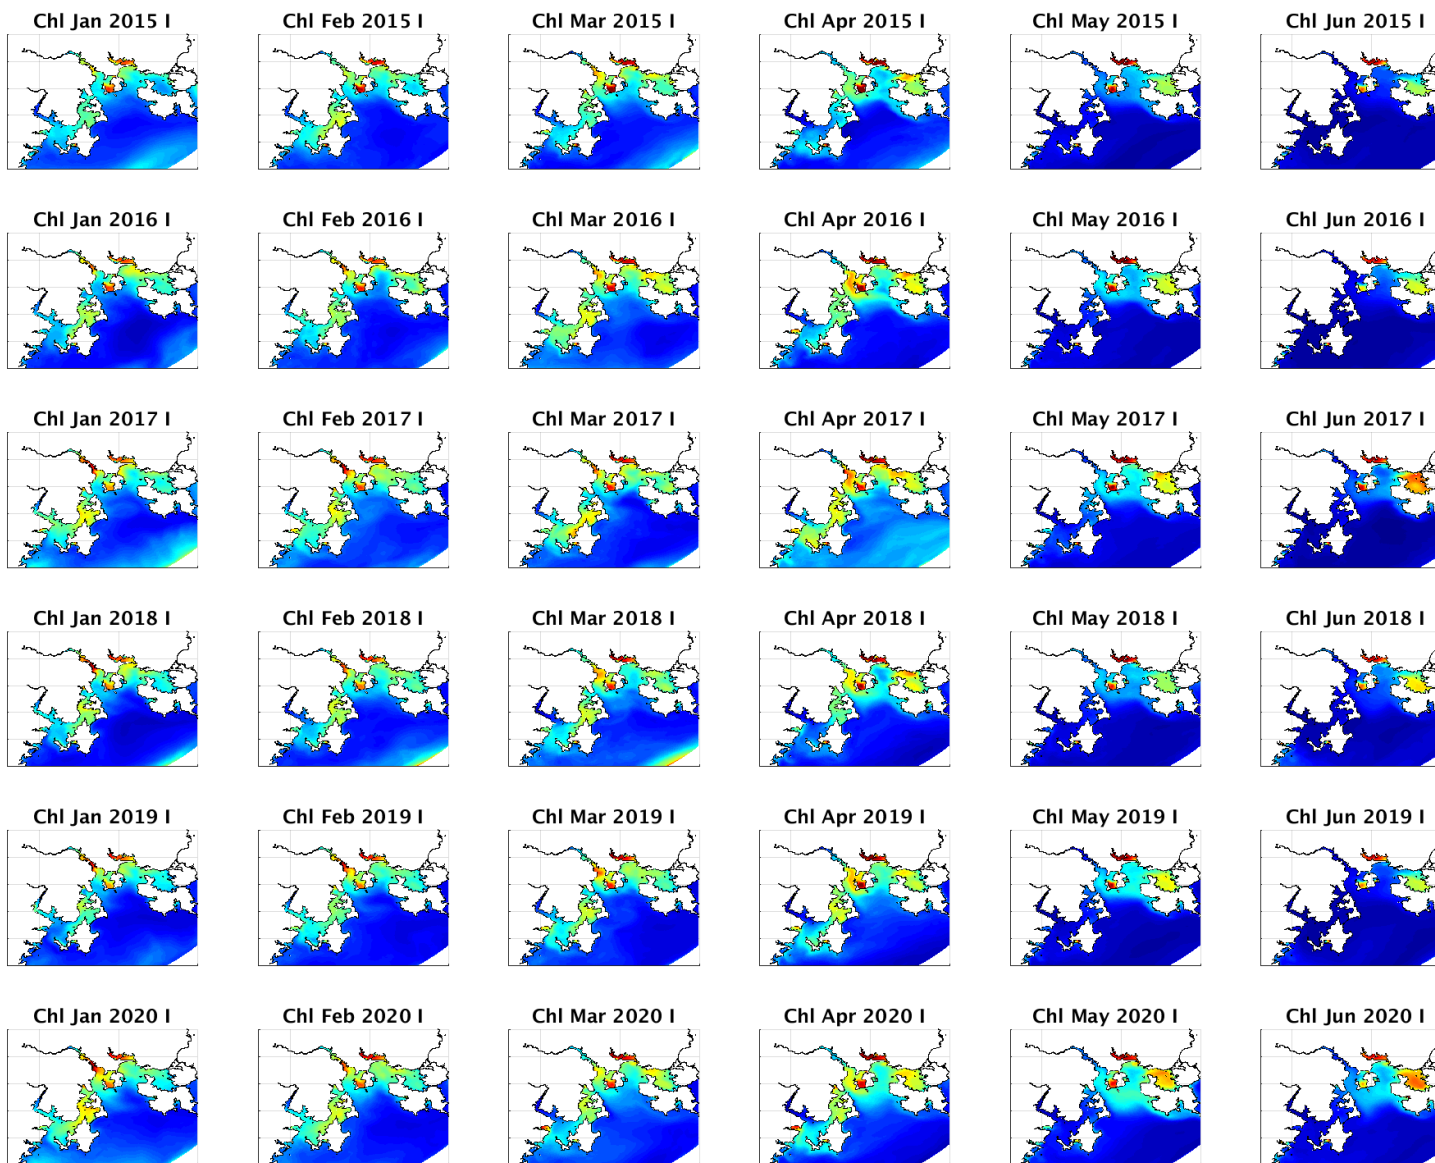 Chl Jan 2015 I
Chl Feb 2015 I
Chl Mar 2015 I
Chl Apr 2015 I
Chl May 2015 I
Chl Jun 2015 I
Chl Jan 2016 I
Chl Feb 2016 I
Chl Mar 2016 I
Chl Apr 2016 I
Chl May 2016 I
Chl Jun 2016 I
Chl Jan 2017 I
Chl Feb 2017 I
Chl Mar 2017 I
Chl Apr 2017 I
Chl May 2017 I
Chl Jun 2017 I
Chl Jan 2018 I
Chl Feb 2018 I
Chl Mar 2018 I
Chl Apr 2018 I
Chl May 2018 I
Chl Jun 2018 I
Chl Jan 2019 I
Chl Feb 2019 I
Chl Mar 2019 I
Chl Apr 2019 I
Chl May 2019 I
Chl Jun 2019 I
Chl Jan 2020 I
Chl Feb 2020 I
Chl Mar 2020 I
Chl Apr 2020 I
Chl May 2020 I
Chl Jun 2020 I